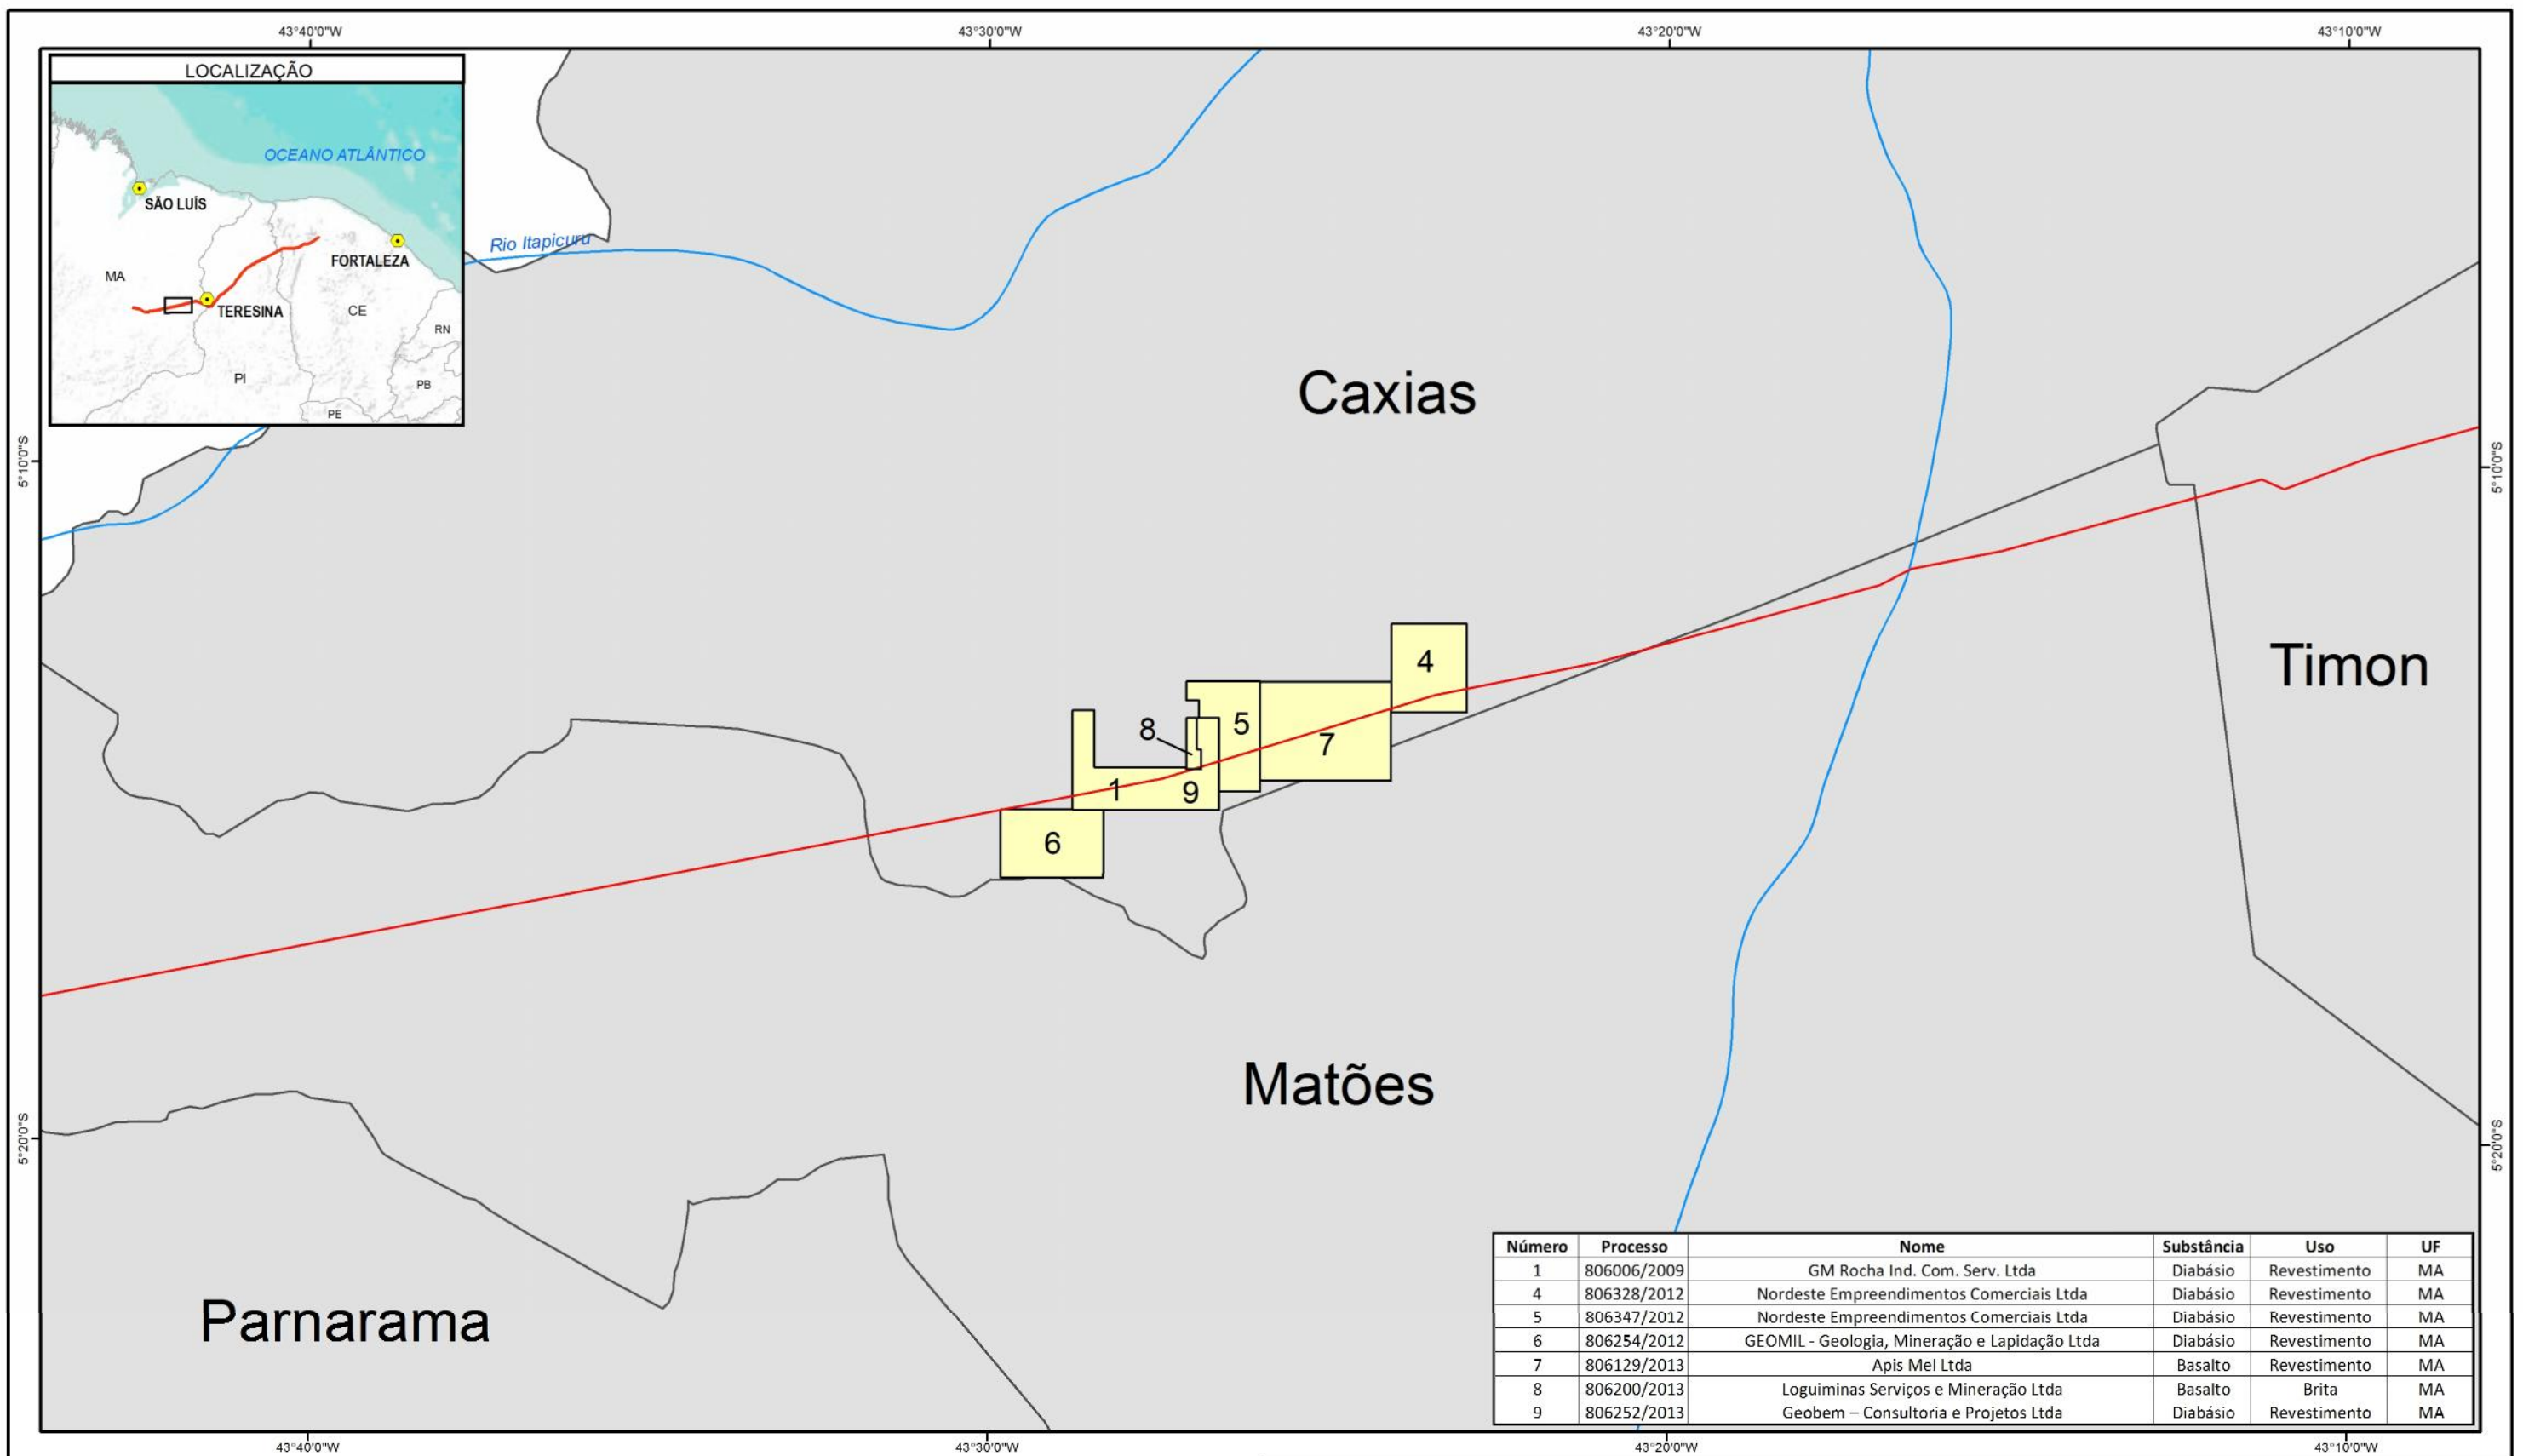 43°40'0"W 43°30'0"W 43°20'0"W 43°10'0"W
LOCALIZAÇÃO
OCEANO ATLÂNTICO
SÃO LUÍS
FORTALEZA
MA
TERESINA
CE
RN
PI
PB
PE
Rio Itapicuru
Caxias
5°10'0"S 5°10'0"S
Timon
4
8 5
7
1 9
6
Matões
5°20'0"S 5°20'0"S
Parnarama
Número Processo Nome Substância Uso UF
1 806006/2009 GM Rocha Ind. Com. Serv. Ltda Diabásio Revestimento MA
4 806328/2012 Nordeste Empreendimentos Comerciais Ltda Diabásio Revestimento MA
5 806347/2012 Nordeste Empreendimentos Comerciais Ltda Diabásio Revestimento MA
6 806254/2012 GEOMIL - Geologia, Mineração e Lapidação Ltda Diabásio Revestimento MA
7 806129/2013 Apis Mel Ltda Basalto Revestimento MA
8 806200/2013 Loguiminas Serviços e Mineração Ltda Basalto Brita MA
9 806252/2013 Geobem – Consultoria e Projetos Ltda Diabásio Revestimento MA
43°40'0"W 43°30'0"W 43°20'0"W 43°10'0"W